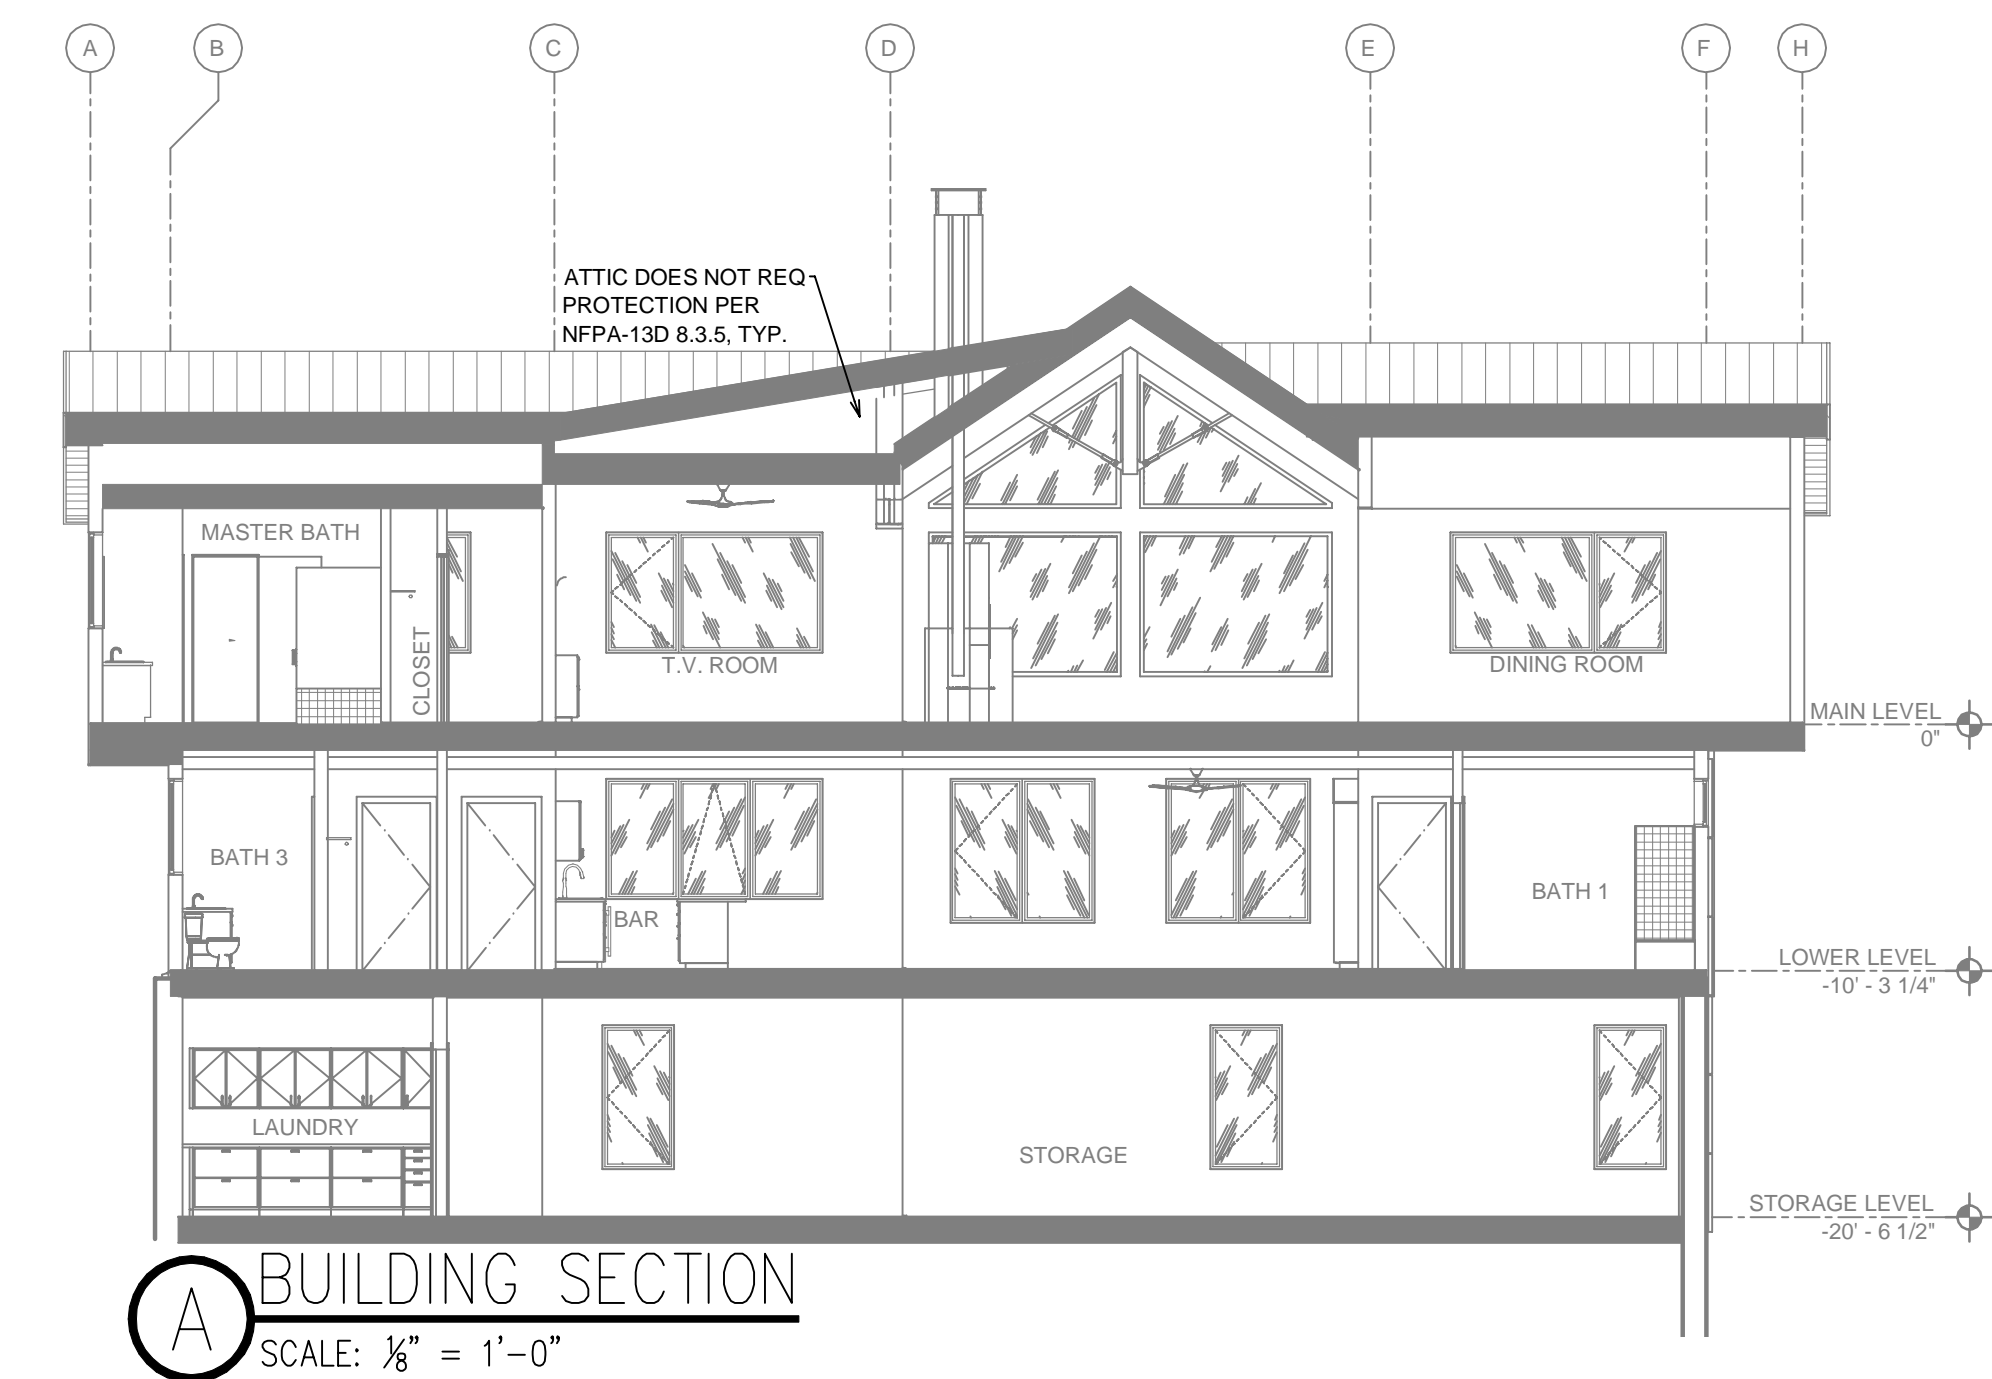 A B C D E F H
ATTIC DOES NOT REQ
PROTECTION PER
NFPA-13D 8.3.5, TYP.
MASTER BATH
CLOSET
T.V. ROOM
DINING ROOM
MAIN LEVEL
0"
BATH 3
BAR
BATH 1
LOWER LEVEL
-10' - 3 1/4"
LAUNDRY
STORAGE
STORAGE LEVEL
-20' - 6 1/2"
A
BUILDING SECTION
SCALE: ⅛" = 1'-0"